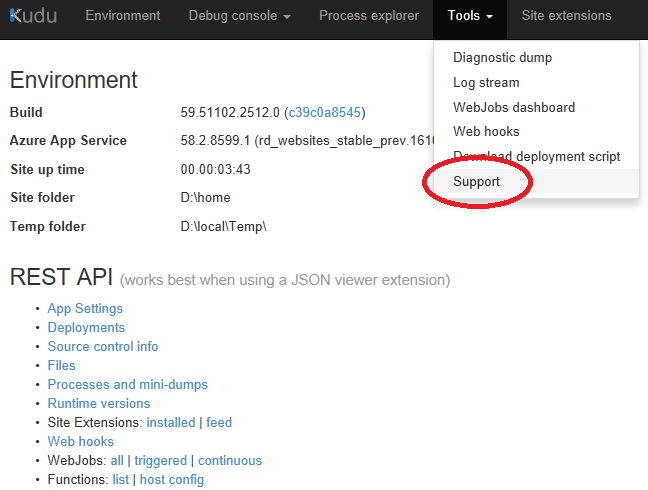 Kudu Environment Debug console Process explorer Tools Site extensions
Diagnostic dump
Log stream
WebJobs dashboard
Web hooks
Download deployment script
Support
Environment
Build 59.51102.2512.0 (c39c0a8545)
Azure App Service 58.2.8599.1 (rd_websites_stable_prev.1610
Site up time 00.00:03:43
Site folder D:\home
Temp folder D:\local\Temp\
REST API (works best when using a JSON viewer extension)
• App Settings
• Deployments
• Source control info
• Files
• Processes and mini-dumps
• Runtime versions
• Site Extensions: installed | feed
• Web hooks
• WebJobs: all | triggered | continuous
• Functions: list | host config